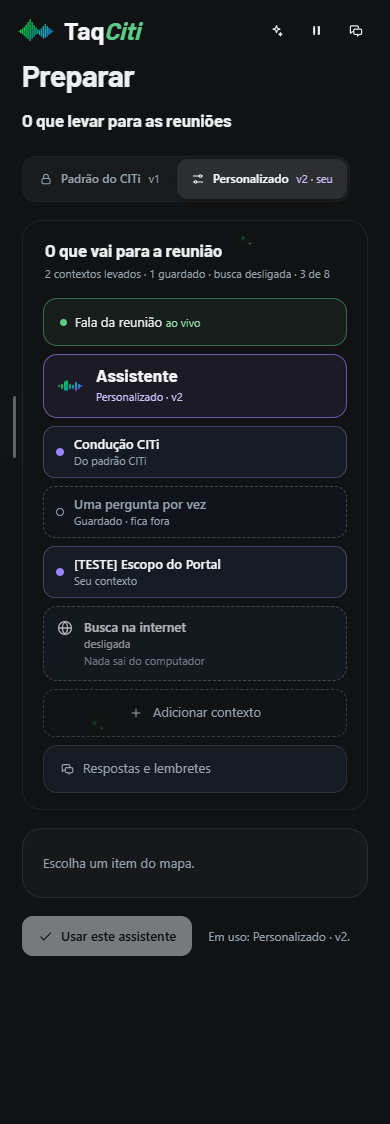 TaqCiti
Preparar
O que levar para as reuniões
Padrão do CITi v1
Personalizado v2 · seu
O que vai para a reunião
2 contextos levados · 1 guardado · busca desligada · 3 de 8
Fala da reunião ao vivo
Assistente
Personalizado · v2
Condução CITi
Do padrão CITi
Uma pergunta por vez
Guardado · fica fora
[TESTE] Escopo do Portal
Seu contexto
Busca na internet
desligada
Nada sai do computador
Adicionar contexto
Respostas e lembretes
Escolha um item do mapa.
Usar este assistente
Em uso: Personalizado · v2.